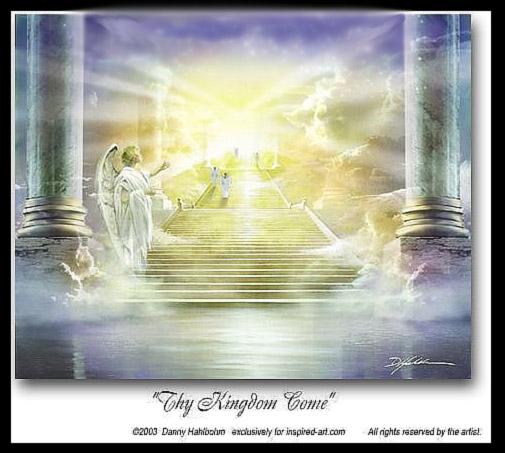 "Thy Kingdom Come"
©2003 Danny Hahlbohm exclusively for inspired-art.com All rights reserved by the artist.